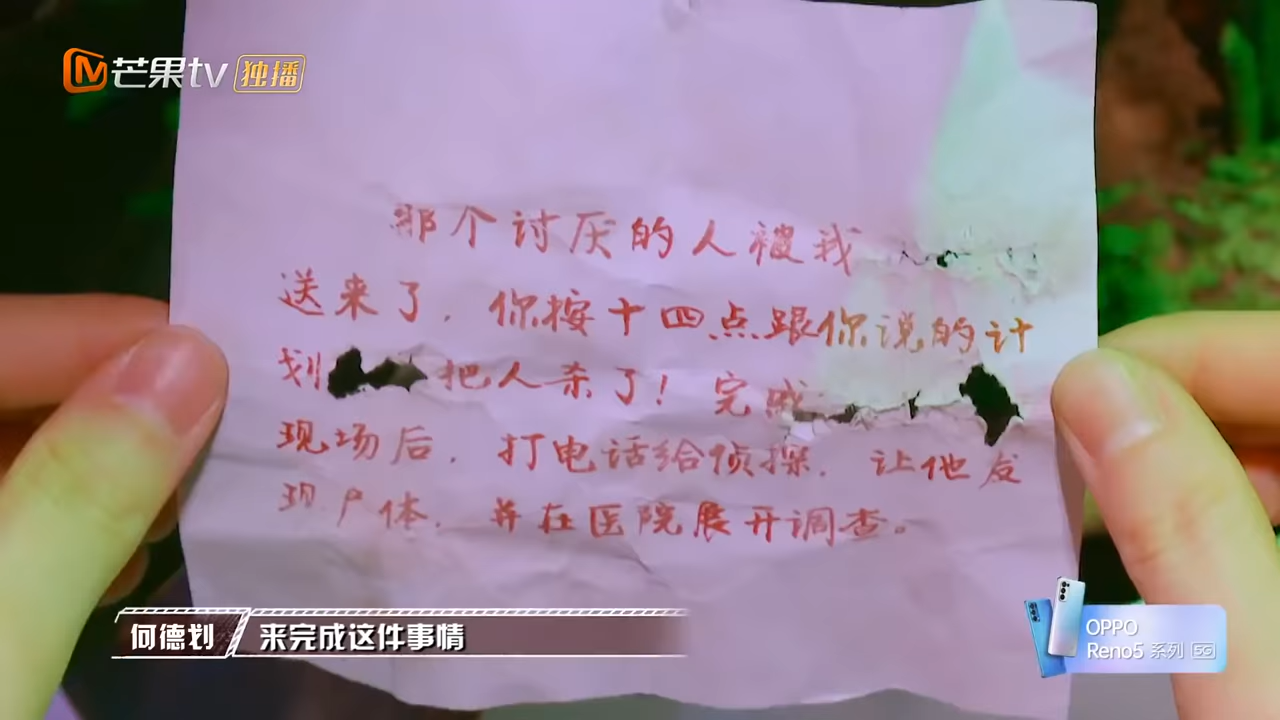 芒果tv 独播
那个讨厌的人被我
送来了，你按十四点跟你说的计
划 把人杀了！完成
现场后，打电话给侦探，让他发
现尸体，并在医院展开调查。
何德划 来完成这件事情
OPPO
Reno5 系列 5G